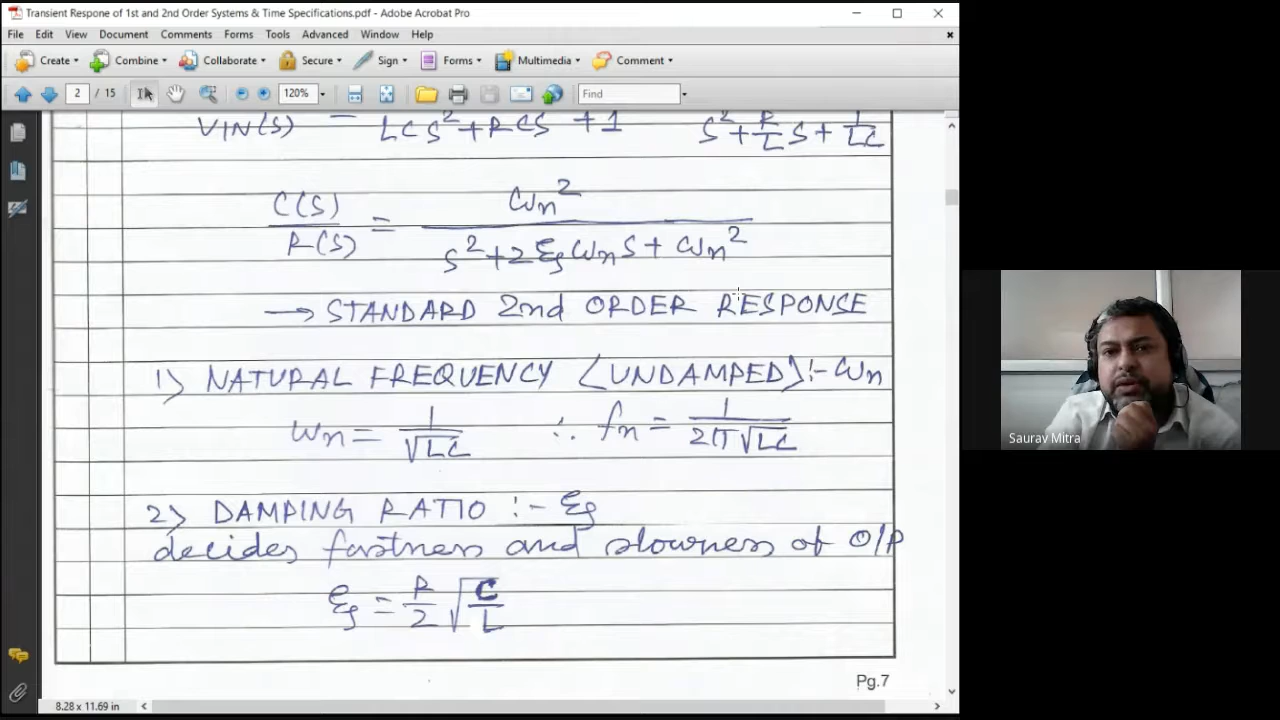 Transient Respone of 1st and 2nd Order Systems & Time Specifications.pdf - Adobe Acrobat Pro
File Edit View Document Comments Forms Tools Advanced Window Help
Create Combine Collaborate Secure Sign Forms Multimedia Comment
2 / 15 120% Find
VIN(S) = LCS²+RCS +1 S²+R/L S+1/LC
C(S)/R(S) = ωn²/(S²+2ξωnS+ωn²)
→ STANDARD 2nd ORDER RESPONSE
1) NATURAL FREQUENCY (UNDAMPED):- ωn
ωn = 1/√LC ∴ fn = 1/2π√LC
2) DAMPING RATIO :- ξ
decides fastness and slowness of O/P
ξ = R/2 √C/L
Pg.7
8.28 x 11.69 in
Saurav Mitra